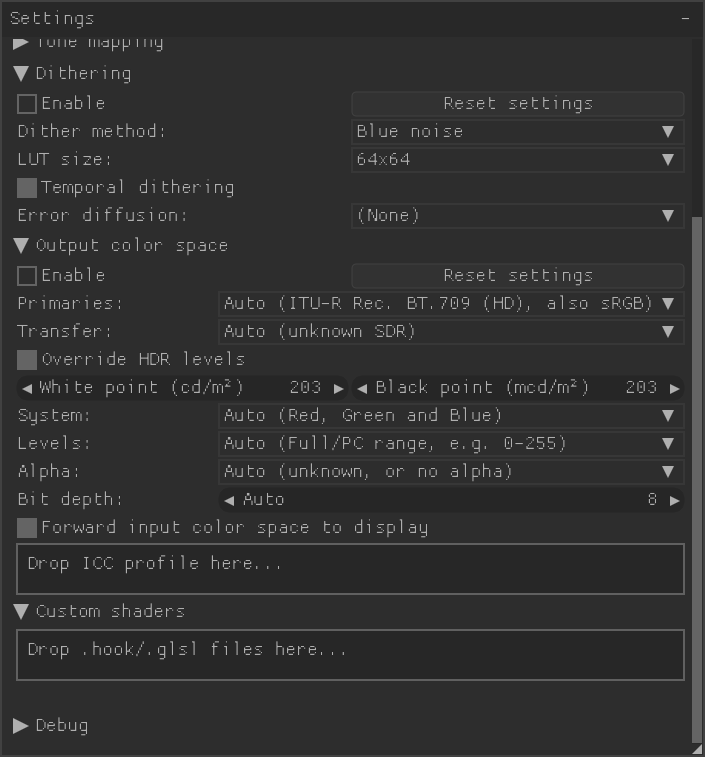 Settings -
Tone mapping
Dithering
Enable Reset settings
Dither method: Blue noise
LUT size: 64x64
Temporal dithering
Error diffusion: (None)
Output color space
Enable Reset settings
Primaries: Auto (ITU-R Rec. BT.709 (HD), also sRGB)
Transfer: Auto (unknown SDR)
Override HDR levels
White point (cd/m²) 203 Black point (mcd/m²) 203
System: Auto (Red, Green and Blue)
Levels: Auto (Full/PC range, e.g. 0-255)
Alpha: Auto (unknown, or no alpha)
Bit depth: Auto 8
Forward input color space to display
Drop ICC profile here...
Custom shaders
Drop .hook/.glsl files here...
Debug